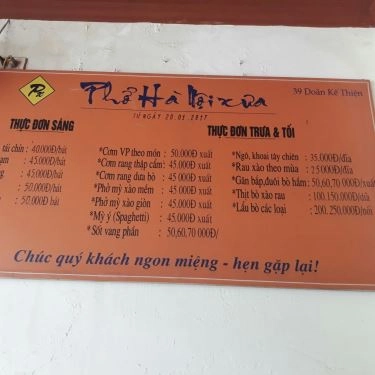 Phở Hà Nội xưa
TỪ NGÀY 20.05.2017
39 Doãn Kế Thiện
THỰC ĐƠN SÁNG
tái chín : 40.000Đ/bát
: 45.000Đ/bát
: 45.000Đ/bát
: 50.000Đ/bát
: 50.000Đ/bát
THỰC ĐƠN TRƯA & TỐI
*Cơm VP theo món : 50.000Đ xuất
*Cơm rang thập cẩm: 45.000Đ xuất
*Cơm rang dưa bò : 45.000Đ xuất
*Phở mỳ xào mềm : 45.000Đ xuất
*Phở mỳ xào giòn : 45.000Đ xuất
*Mỳ ý (Spaghetti) : 45.000Đ xuất
*Sốt vang phần : 50,60,70 000Đ/
*Ngô, khoai tây chiên : 35.000Đ/đĩa
*Rau xào theo mùa : 25 000Đ/đĩa
*Gân bắp,đuôi bò hầm: 50,60,70 000Đ/xuất
*Thịt bò xào rau : 100.150.000Đ/đĩa
*Lẩu bò các loại : 200.250.000Đ/nồi
Chúc quý khách ngon miệng - hẹn gặp lại!